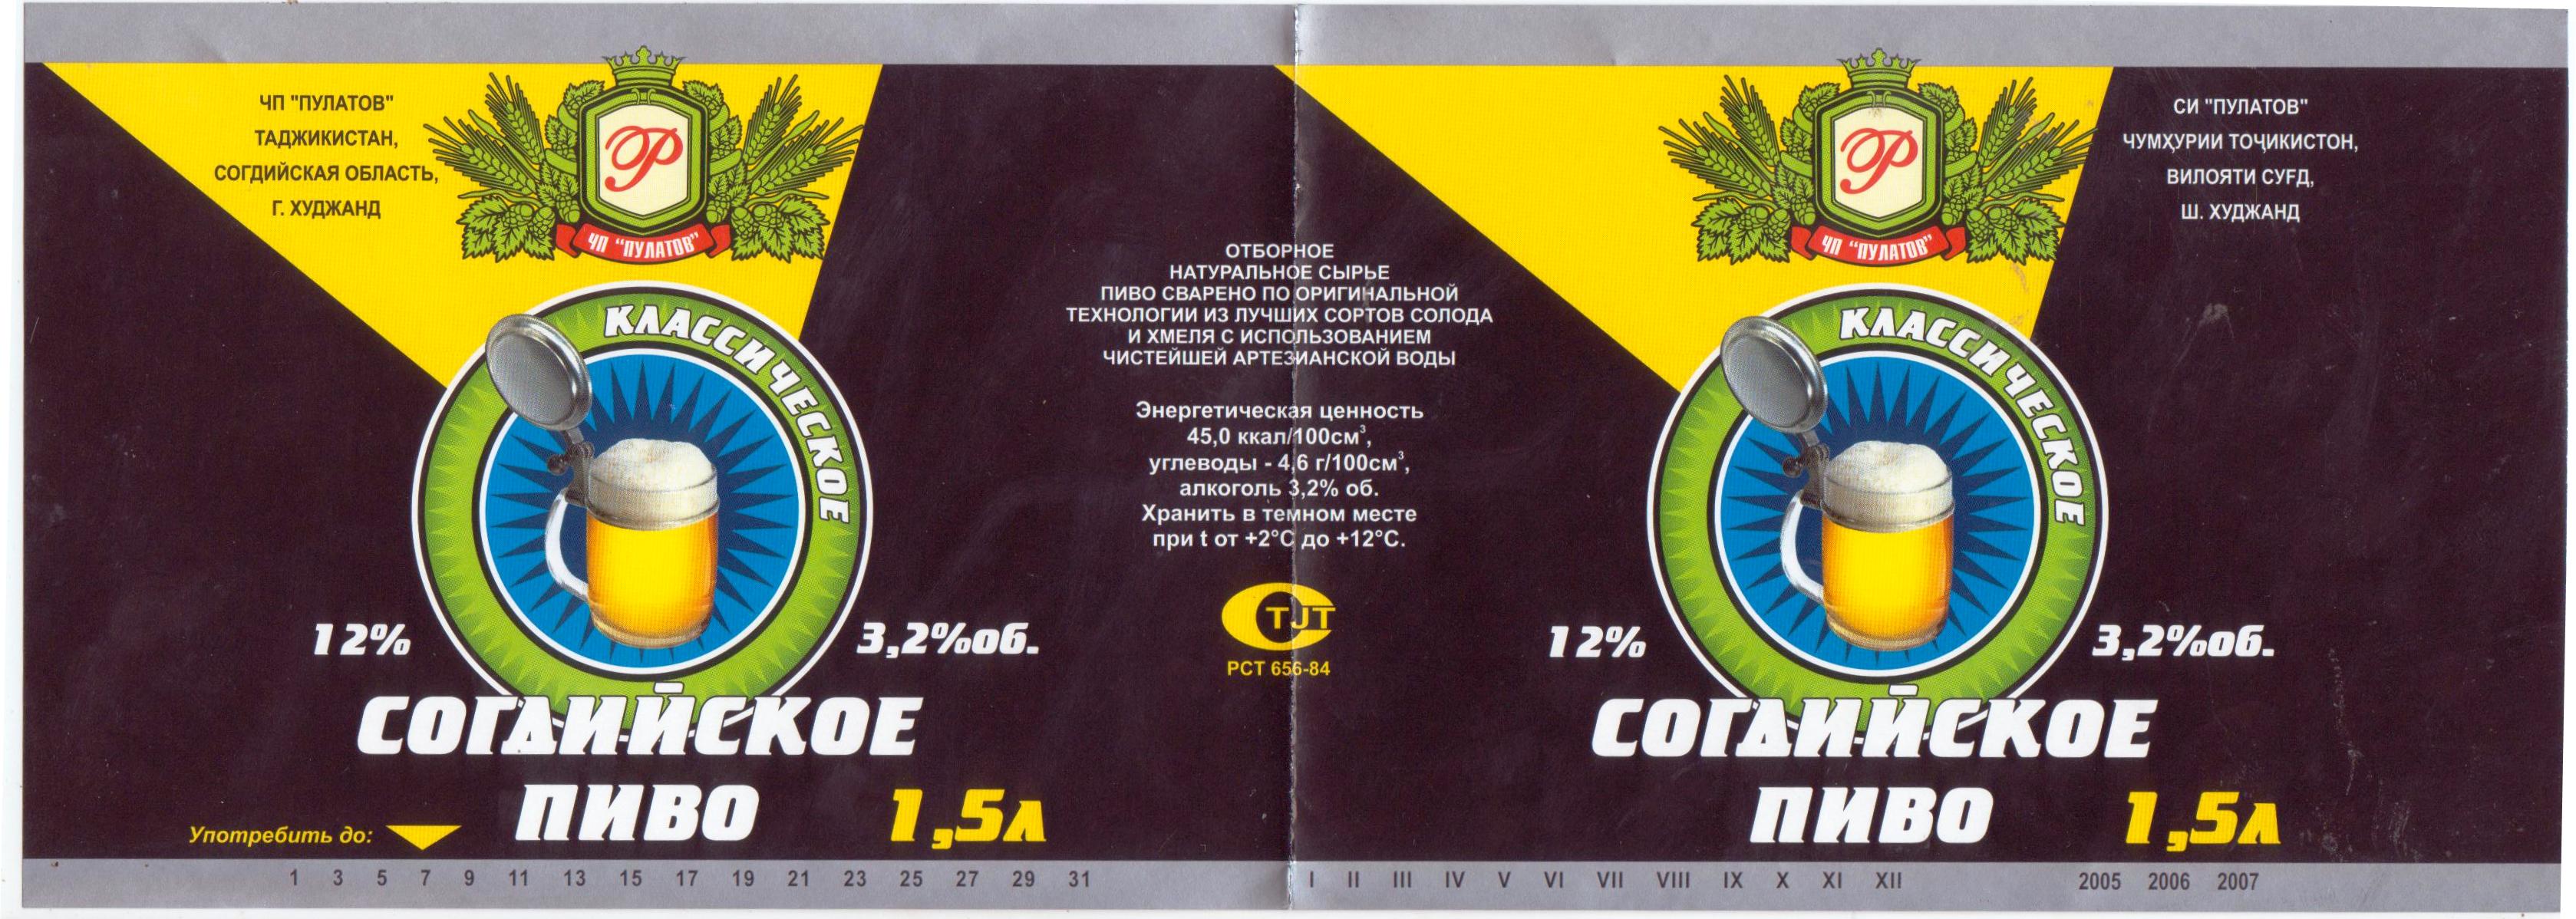 ЧП "ПУЛАТОВ"
ТАДЖИКИСТАН,
СОГДИЙСКАЯ ОБЛАСТЬ,
Г. ХУДЖАНД
P
ЧП "ПУЛАТОВ"
КЛАССИЧЕСКОЕ
12%
3,2%об.
СОГДИЙСКОЕ
ПИВО
1,5л
Употребить до:
ОТБОРНОЕ
НАТУРАЛЬНОЕ СЫРЬЕ
ПИВО СВАРЕНО ПО ОРИГИНАЛЬНОЙ
ТЕХНОЛОГИИ ИЗ ЛУЧШИХ СОРТОВ СОЛОДА
И ХМЕЛЯ С ИСПОЛЬЗОВАНИЕМ
ЧИСТЕЙШЕЙ АРТЕЗИАНСКОЙ ВОДЫ
Энергетическая ценность
45,0 ккал/100см³,
углеводы - 4,6 г/100см³,
алкоголь 3,2% об.
Хранить в темном месте
при t от +2°С до +12°С.
TJT
РСТ 656-84
P
ЧП "ПУЛАТОВ"
СИ "ПУЛАТОВ"
ҶУМҲУРИИ ТОҶИКИСТОН,
ВИЛОЯТИ СУҒД,
Ш. ХУДЖАНД
КЛАССИЧЕСКОЕ
12%
3,2%об.
СОГДИЙСКОЕ
ПИВО
1,5л
1 3 5 7 9 11 13 15 17 19 21 23 25 27 29 31 I II III IV V VI VII VIII IX X XI XII 2005 2006 2007